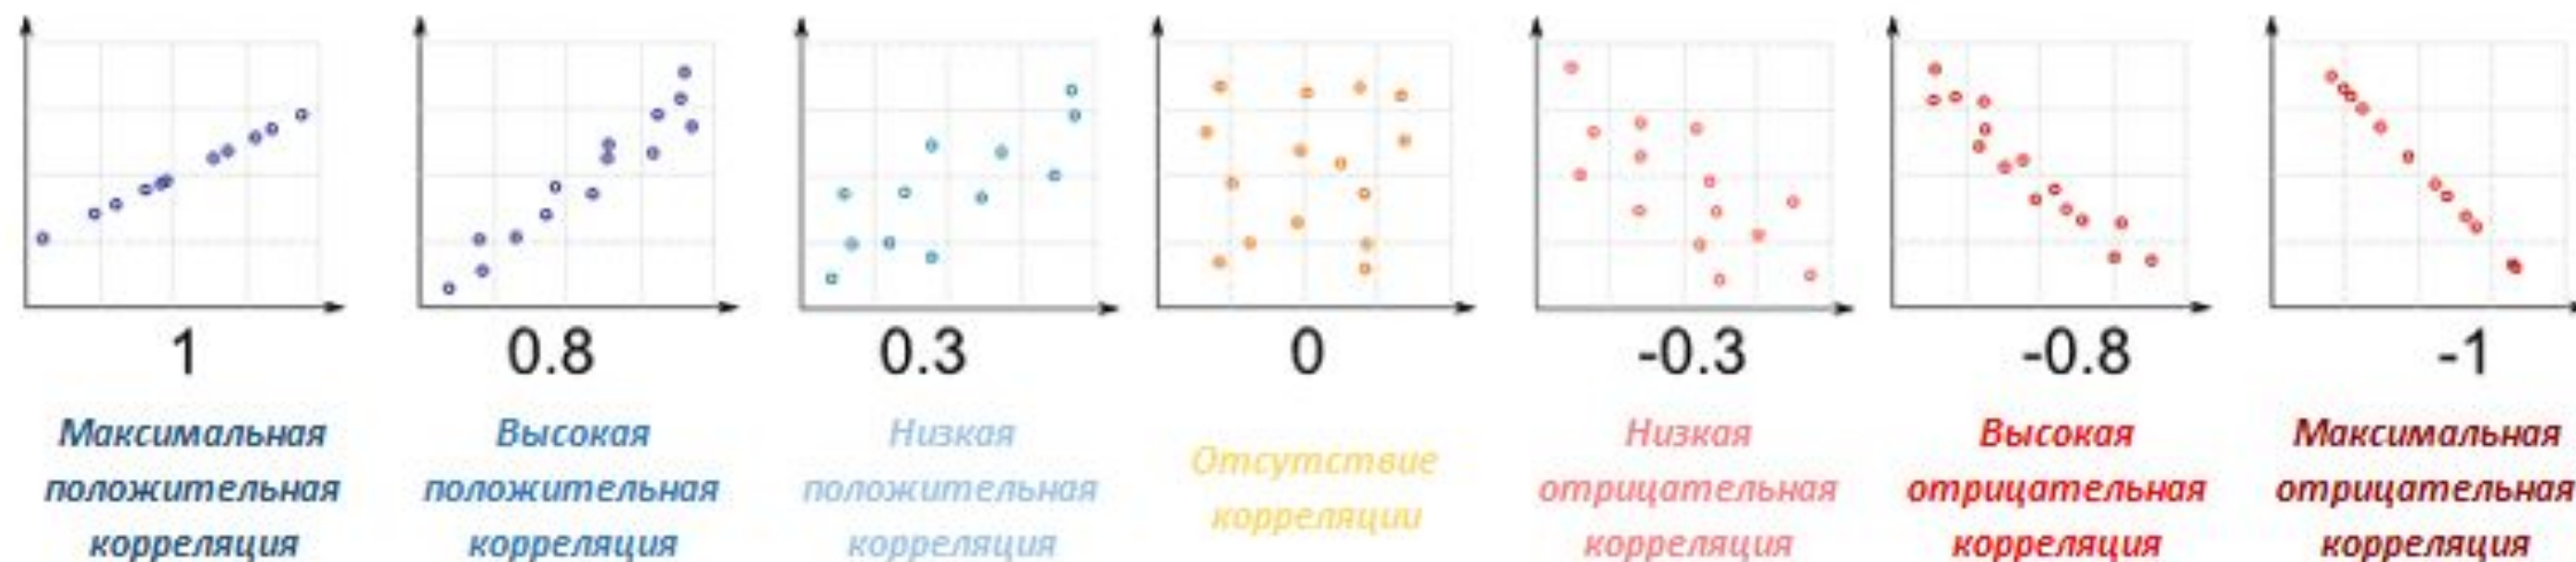 1
0.8
0.3
0
-0.3
-0.8
-1
Максимальная
положительная
корреляция
Высокая
положительная
корреляция
Низкая
положительная
корреляция
Отсутствие
корреляции
Низкая
отрицательная
корреляция
Высокая
отрицательная
корреляция
Максимальная
отрицательная
корреляция